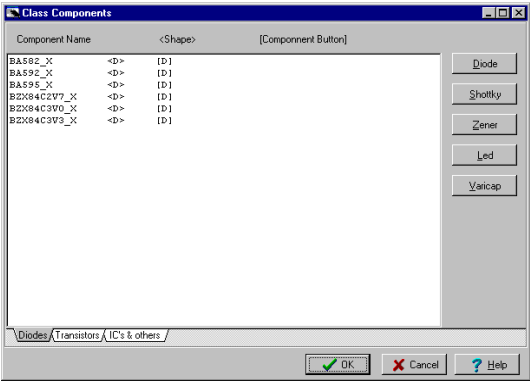 Class Components
Component Name <Shape> [Componnent Button]
BA582_X <D> [D]
BA592_X <D> [D]
BA595_X <D> [D]
BZX84C2V7_X <D> [D]
BZX84C3V0_X <D> [D]
BZX84C3V3_X <D> [D]
Diode
Shottky
Zener
Led
Varicap
Diodes Transistors IC's & others
OK Cancel Help